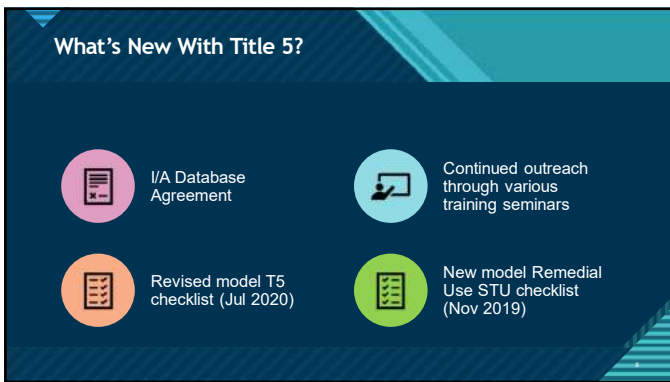 What’s New With Title 5?
I/A Database
Agreement
Continued outreach
through various
training seminars
Revised model T5
checklist (Jul 2020)
New model Remedial
Use STU checklist
(Nov 2019)
8